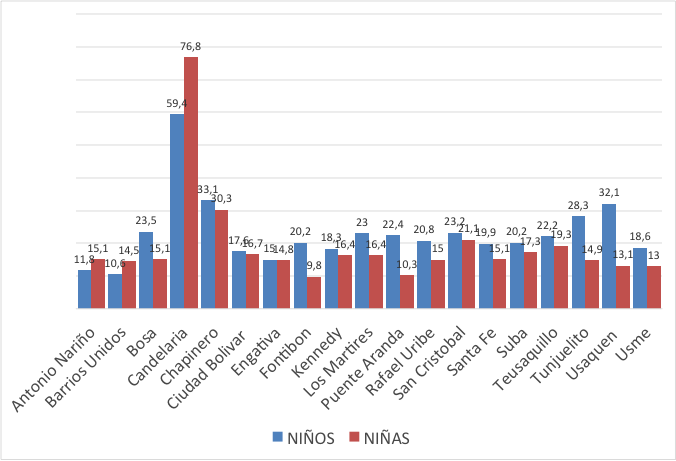 76,8
59,4
33,1
30,3
11,8
15,1
10,6
14,5
23,5
15,1
17,6
16,7
15
14,8
20,2
9,8
18,3
16,4
23
16,4
22,4
10,3
20,8
15
23,2
21,1
19,9
15,1
20,2
17,3
22,2
19,3
28,3
14,9
32,1
13,1
18,6
13
Antonio Nariño
Barrios Unidos
Bosa
Candelaria
Chapinero
Ciudad Bolivar
Engativa
Fontibon
Kennedy
Los Martires
Puente Aranda
Rafael Uribe
San Cristobal
Santa Fe
Suba
Teusaquillo
Tunjuelito
Usaquen
Usme
NIÑOS
NIÑAS